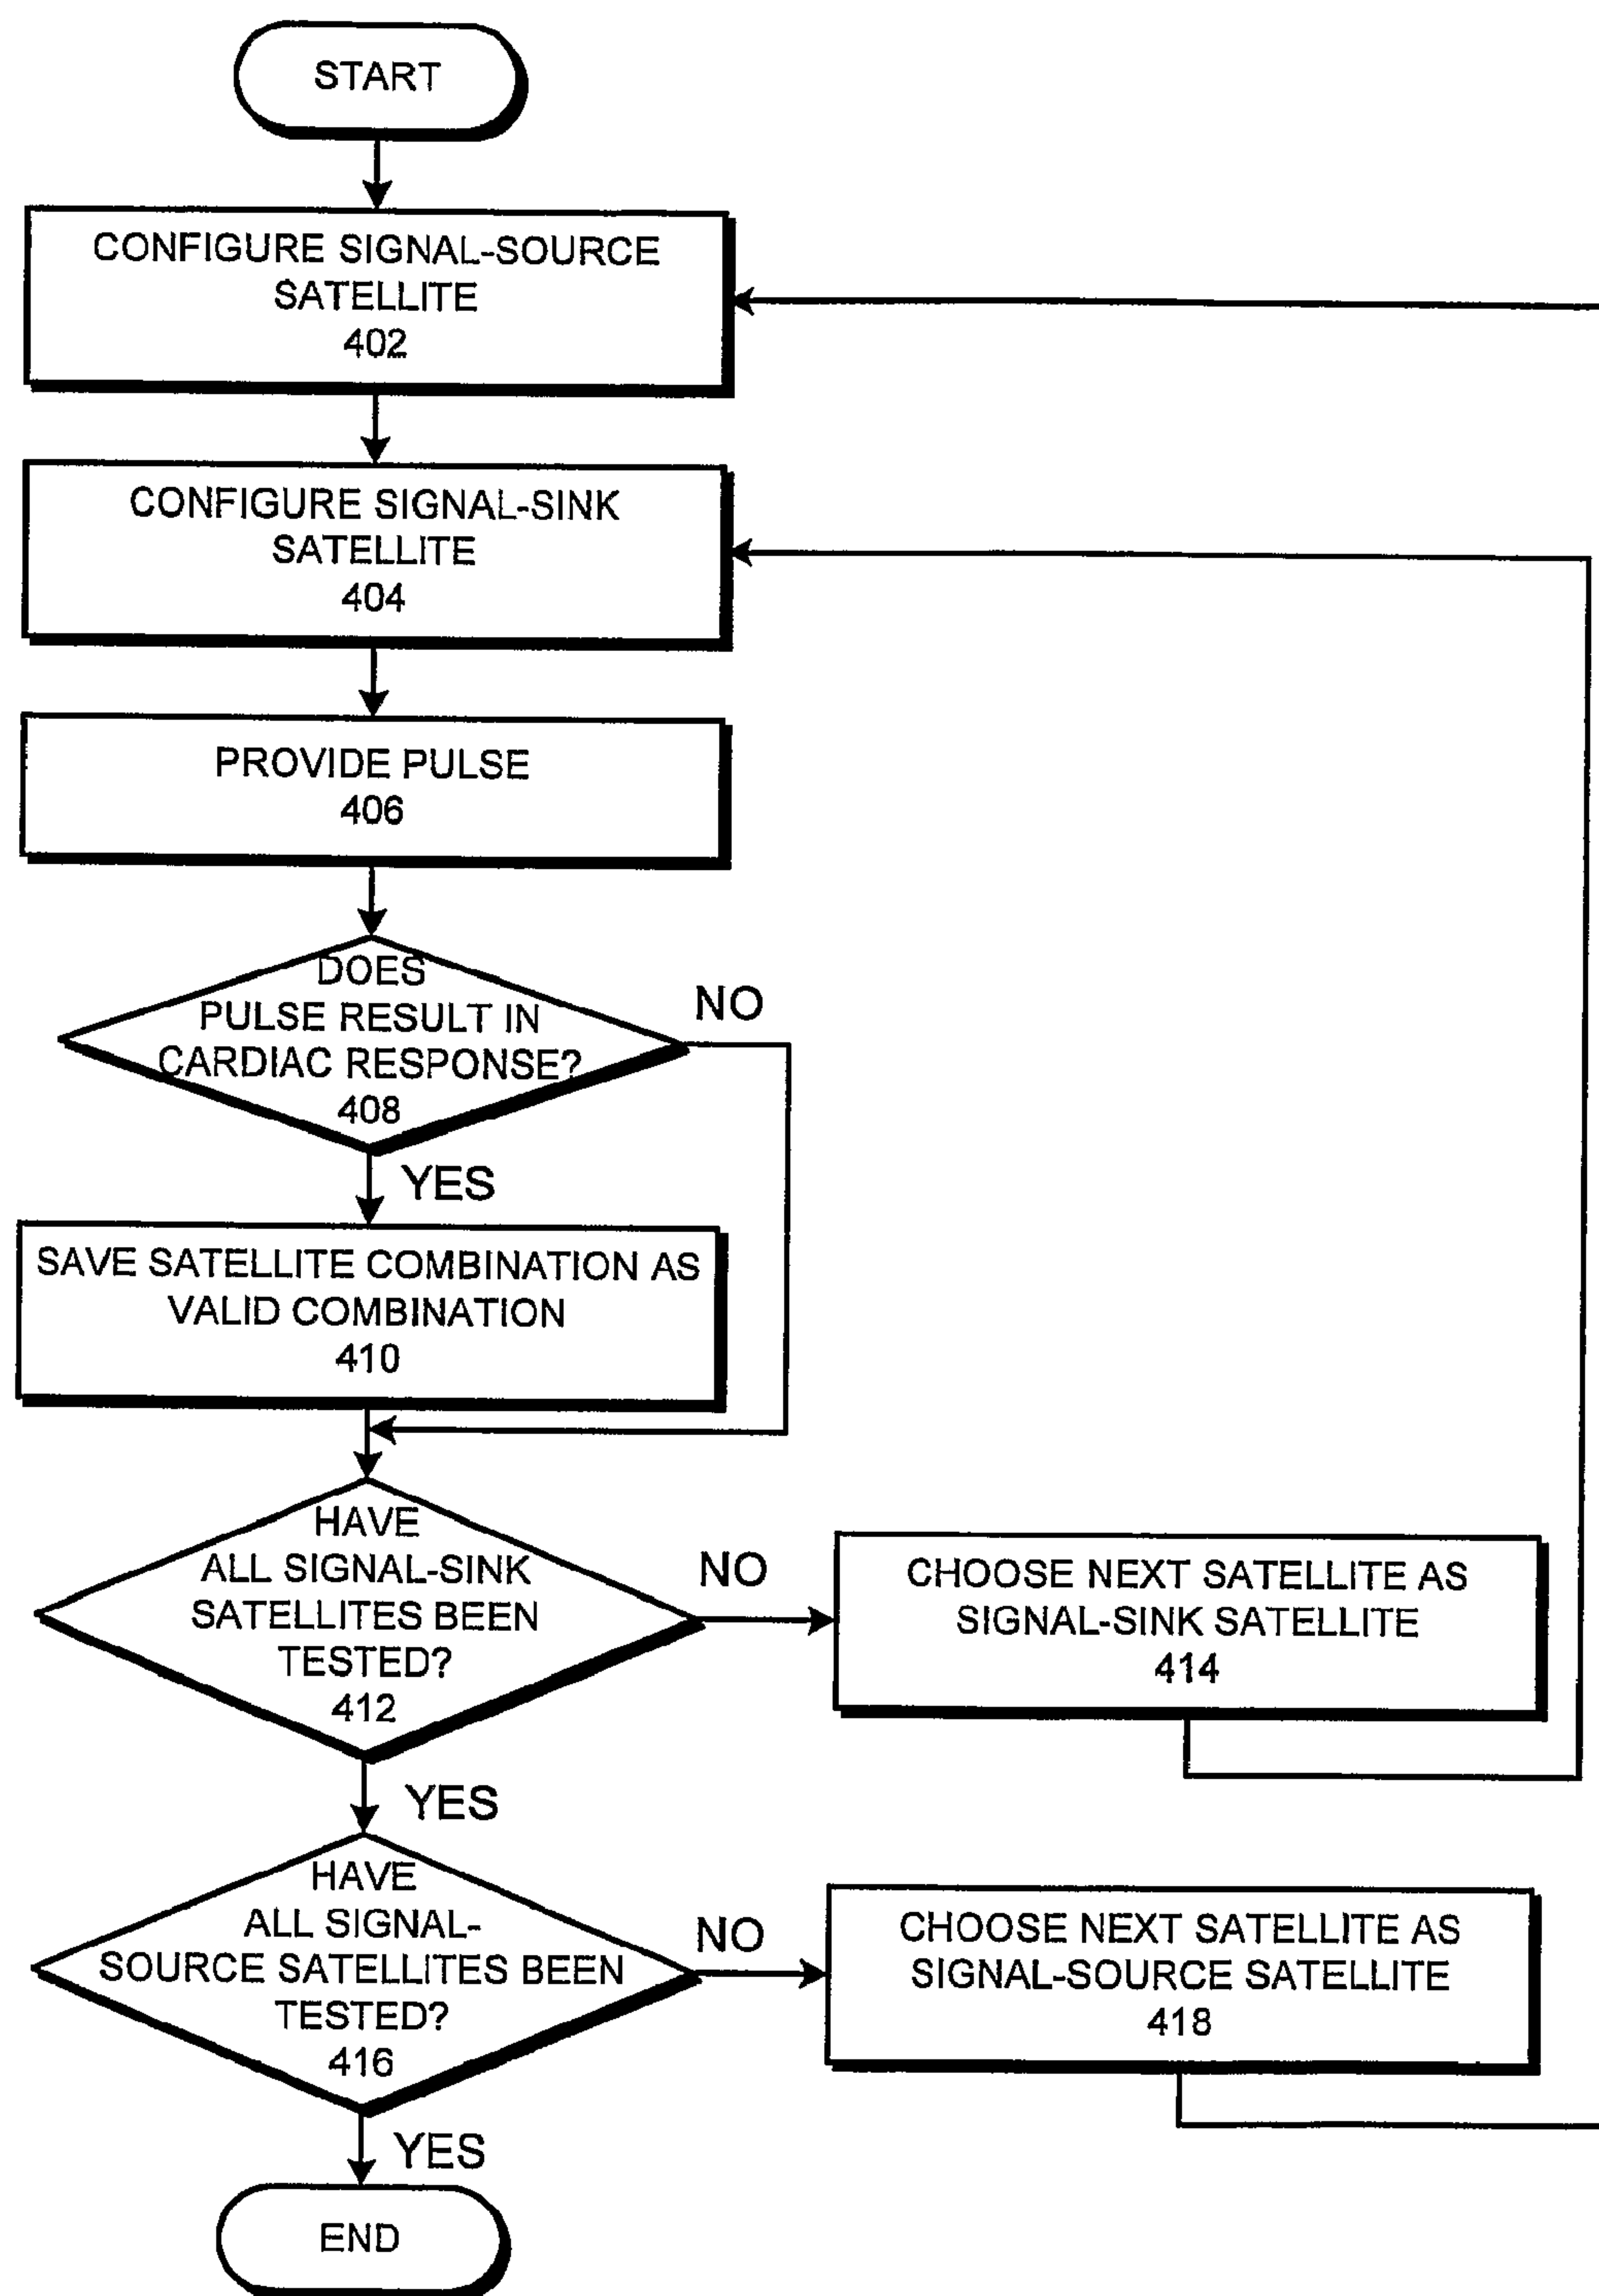 START
CONFIGURE SIGNAL-SOURCE
SATELLITE
402
CONFIGURE SIGNAL-SINK
SATELLITE
404
PROVIDE PULSE
406
DOES
PULSE RESULT IN
CARDIAC RESPONSE?
408
NO
YES
SAVE SATELLITE COMBINATION AS
VALID COMBINATION
410
HAVE
ALL SIGNAL-SINK
SATELLITES BEEN
TESTED?
412
NO
CHOOSE NEXT SATELLITE AS
SIGNAL-SINK SATELLITE
414
YES
HAVE
ALL SIGNAL-
SOURCE SATELLITES BEEN
TESTED?
416
NO
CHOOSE NEXT SATELLITE AS
SIGNAL-SOURCE SATELLITE
418
YES
END